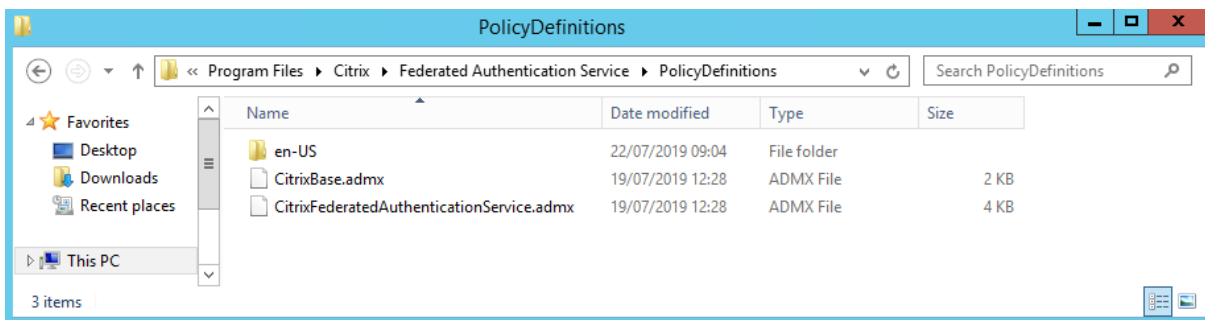 PolicyDefinitions
« Program Files Citrix Federated Authentication Service PolicyDefinitions
Search PolicyDefinitions
Favorites
Desktop
Downloads
Recent places
This PC
Name Date modified Type Size
en-US 22/07/2019 09:04 File folder
CitrixBase.admx 19/07/2019 12:28 ADMX File 2 KB
CitrixFederatedAuthenticationService.admx 19/07/2019 12:28 ADMX File 4 KB
3 items